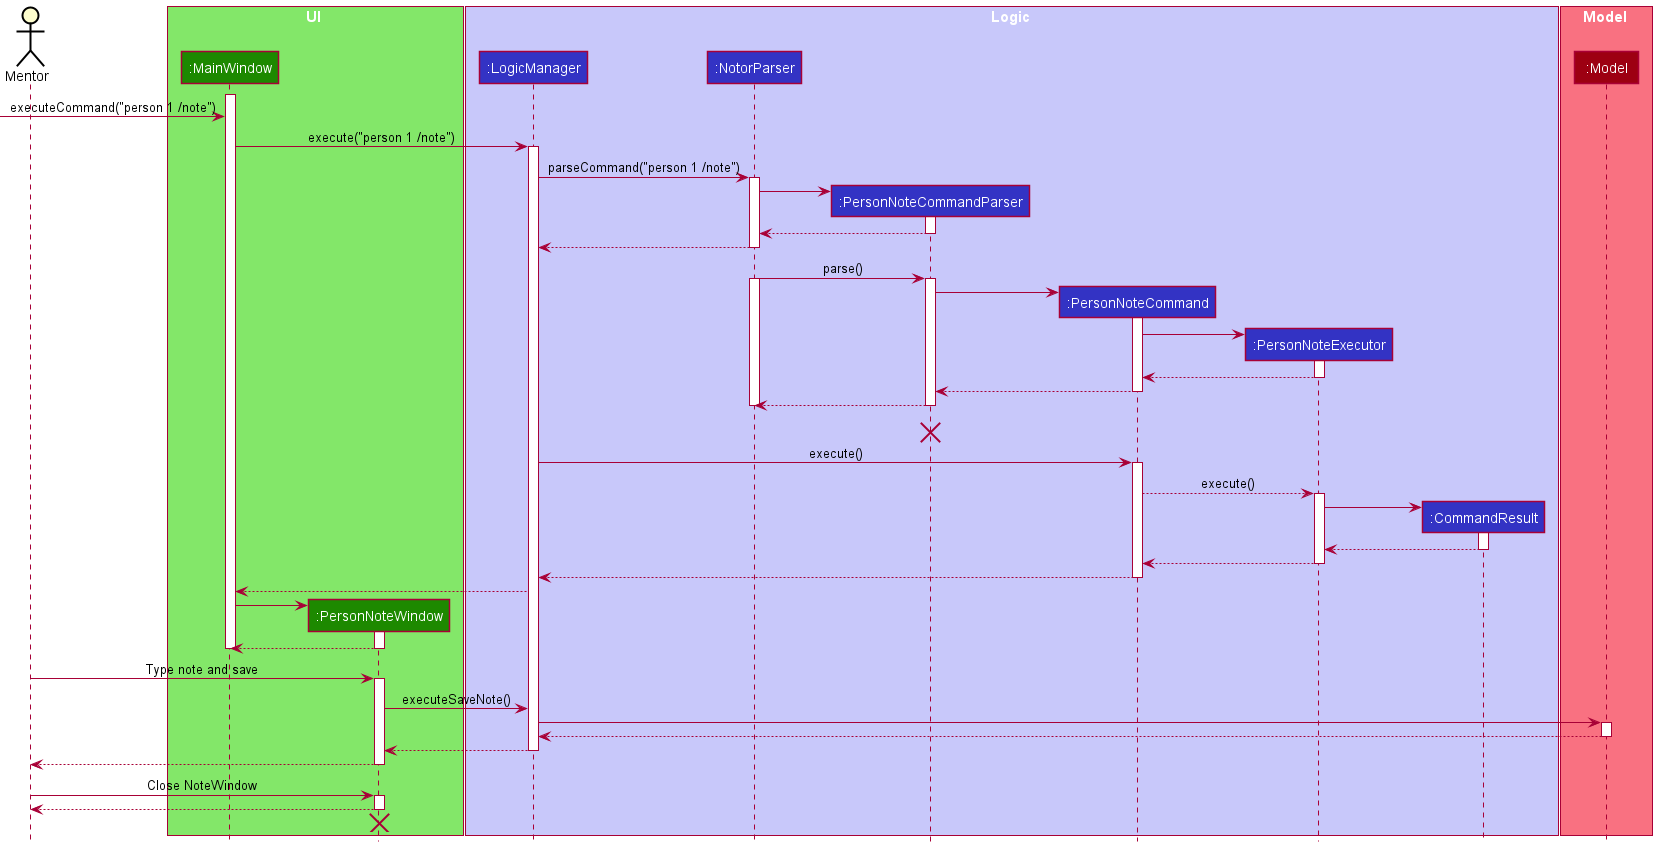 UI
Logic
Model
Mentor
:MainWindow
:LogicManager
:NotorParser
:Model
executeCommand("person 1 /note")
execute("person 1 /note")
parseCommand("person 1 /note")
:PersonNoteCommandParser
parse()
:PersonNoteCommand
:PersonNoteExecutor
execute()
execute()
:CommandResult
:PersonNoteWindow
Type note and save
executeSaveNote()
Close NoteWindow